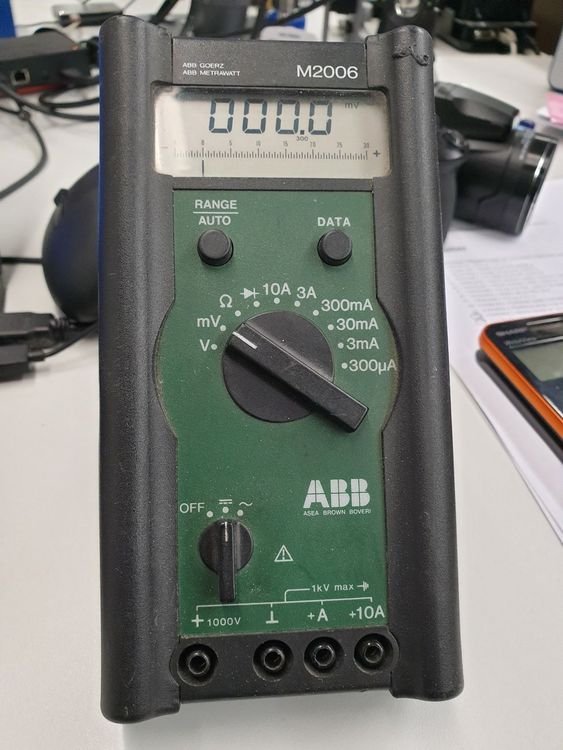 ABB GOERZ
ABB METRAWATT
M2006
000.0 mV
300
- 0 5 10 15 20 25 30 +
RANGE
AUTO
DATA
10A
3A
Ω
300mA
mV
30mA
V
3mA
300µA
ABB
ASEA BROWN BOVERI
OFF
1kV max
+ 1000V
⊥
+A
+10A